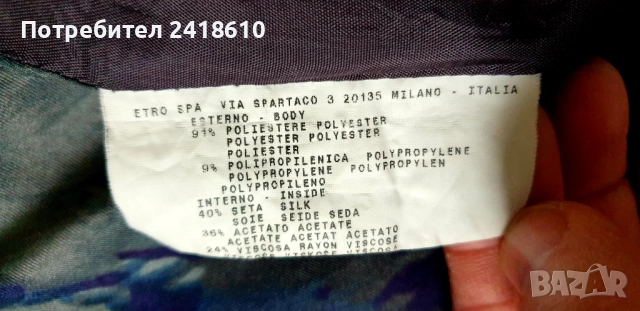 Потребител 2418610
ETRO SPA VIA SPARTACO 3 20135 MILANO - ITALIA
ESTERNO - BODY
91% POLIESTERE POLYESTER
POLYESTER POLYESTER
POLIESTER
9% POLIPROPILENICA POLYPROPYLENE
POLYPROPYLENE POLYPROPYLEN
POLYPROPILENO
INTERNO - INSIDE
40% SETA SILK
SOIE SEIDE SEDA
36% ACETATO ACETATE
ACETATE ACETAT ACETATO
24% VISCOSA RAYON VISCOSE
BAZAR